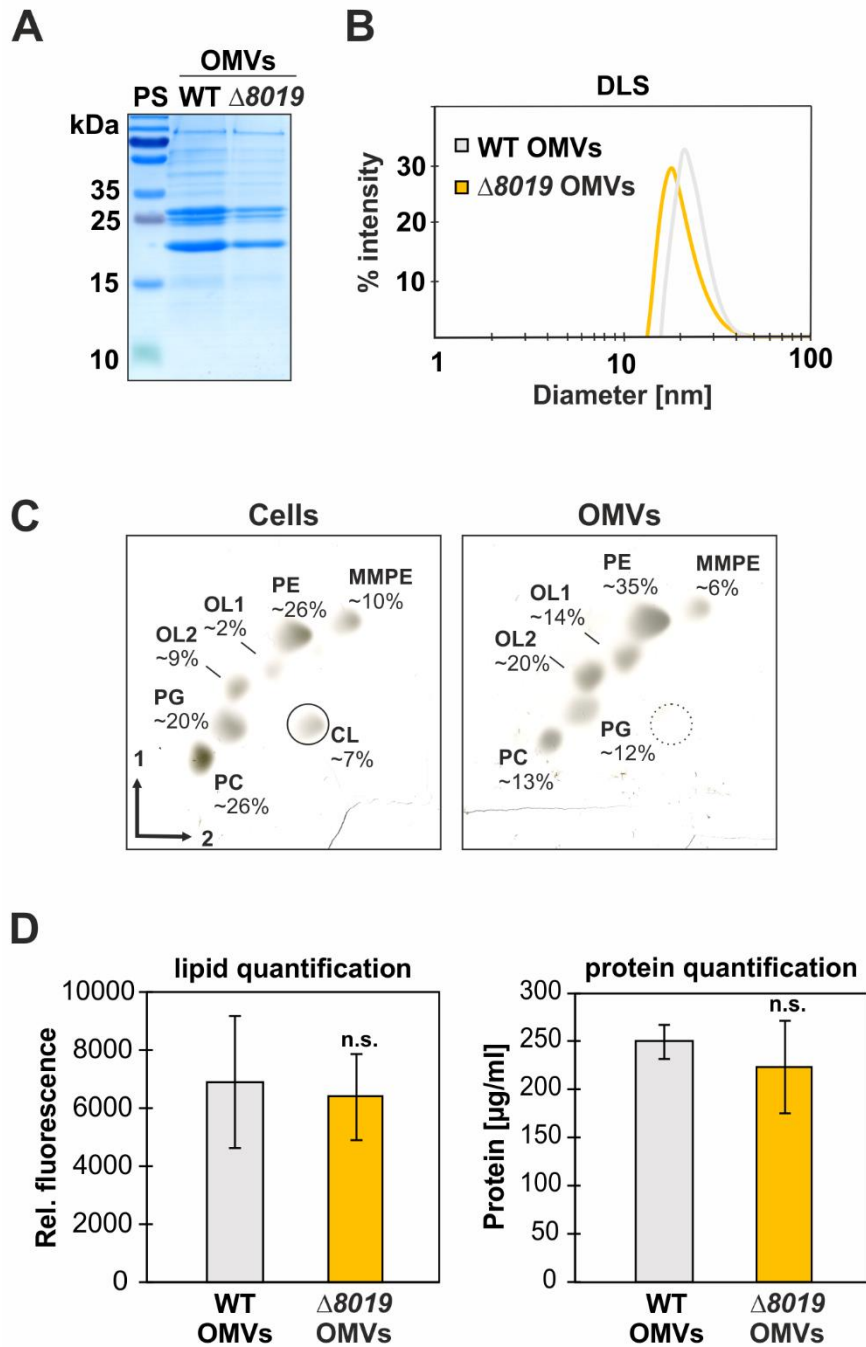 A
OMVs
PS WT Δ8019
kDa
35
25
15
10
B
DLS
WT OMVs
Δ8019 OMVs
% intensity
30
20
10
1 10 100
Diameter [nm]
C
Cells
OL2
~9%
OL1
~2%
PE
~26%
MMPE
~10%
PG
~20%
CL
~7%
PC
~26%
1
2
OMVs
PE
~35%
MMPE
~6%
OL1
~14%
OL2
~20%
PG
~12%
PC
~13%
D
lipid quantification
Rel. fluorescence
10000
8000
6000
4000
2000
0
n.s.
WT
OMVs
Δ8019
OMVs
protein quantification
Protein [µg/ml]
300
250
200
150
100
50
0
n.s.
WT
OMVs
Δ8019
OMVs